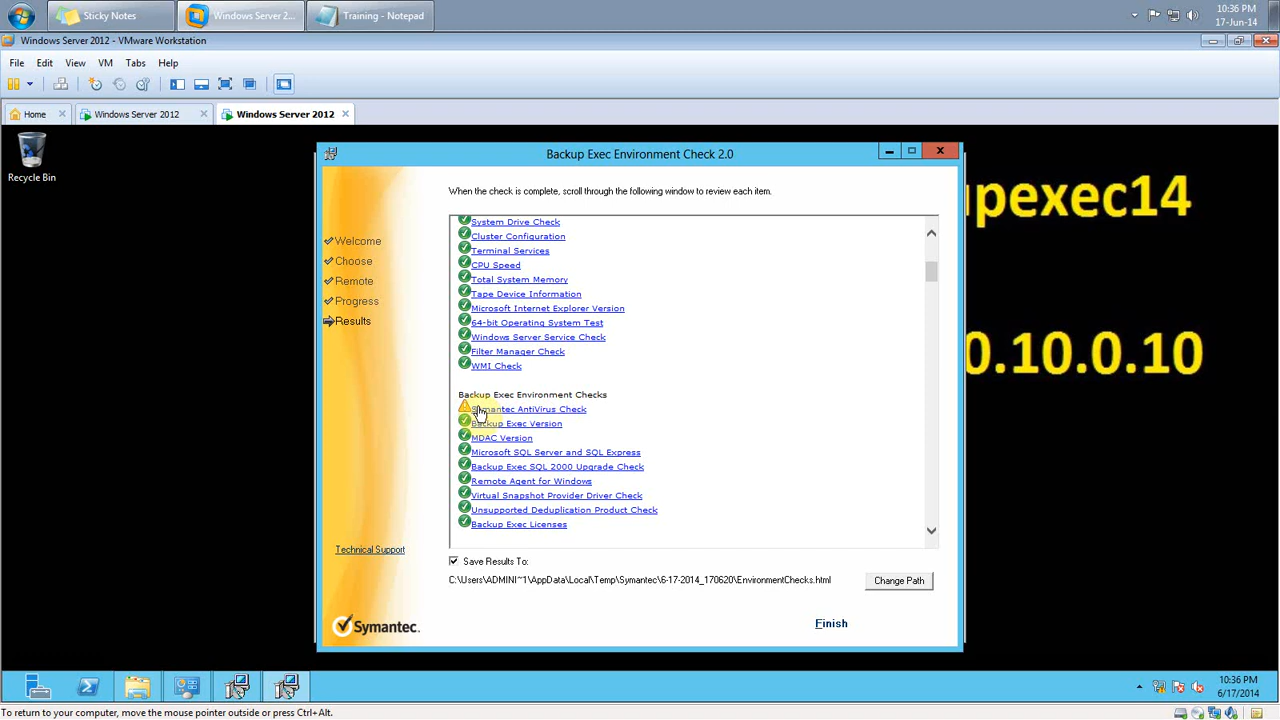 Sticky Notes
Windows Server 2...
Training - Notepad
10:36 PM
17-Jun-14
Windows Server 2012 - VMware Workstation
File Edit View VM Tabs Help
Home
Windows Server 2012
Windows Server 2012
Recycle Bin
Backup Exec Environment Check 2.0
upexec14
0.10.0.10
Welcome
Choose
Remote
Progress
Results
Technical Support
Symantec.
When the check is complete, scroll through the following window to review each item.
System Drive Check
Cluster Configuration
Terminal Services
CPU Speed
Total System Memory
Tape Device Information
Microsoft Internet Explorer Version
64-bit Operating System Test
Windows Server Service Check
Filter Manager Check
WMI Check
Backup Exec Environment Checks
Symantec AntiVirus Check
Backup Exec Version
MDAC Version
Microsoft SQL Server and SQL Express
Backup Exec SQL 2000 Upgrade Check
Remote Agent for Windows
Virtual Snapshot Provider Driver Check
Unsupported Deduplication Product Check
Backup Exec Licenses
Save Results To:
C:\Users\ADMINI~1\AppData\Local\Temp\Symantec\6-17-2014_170620\EnvironmentChecks.html
Change Path
Finish
10:36 PM
6/17/2014
To return to your computer, move the mouse pointer outside or press Ctrl+Alt.